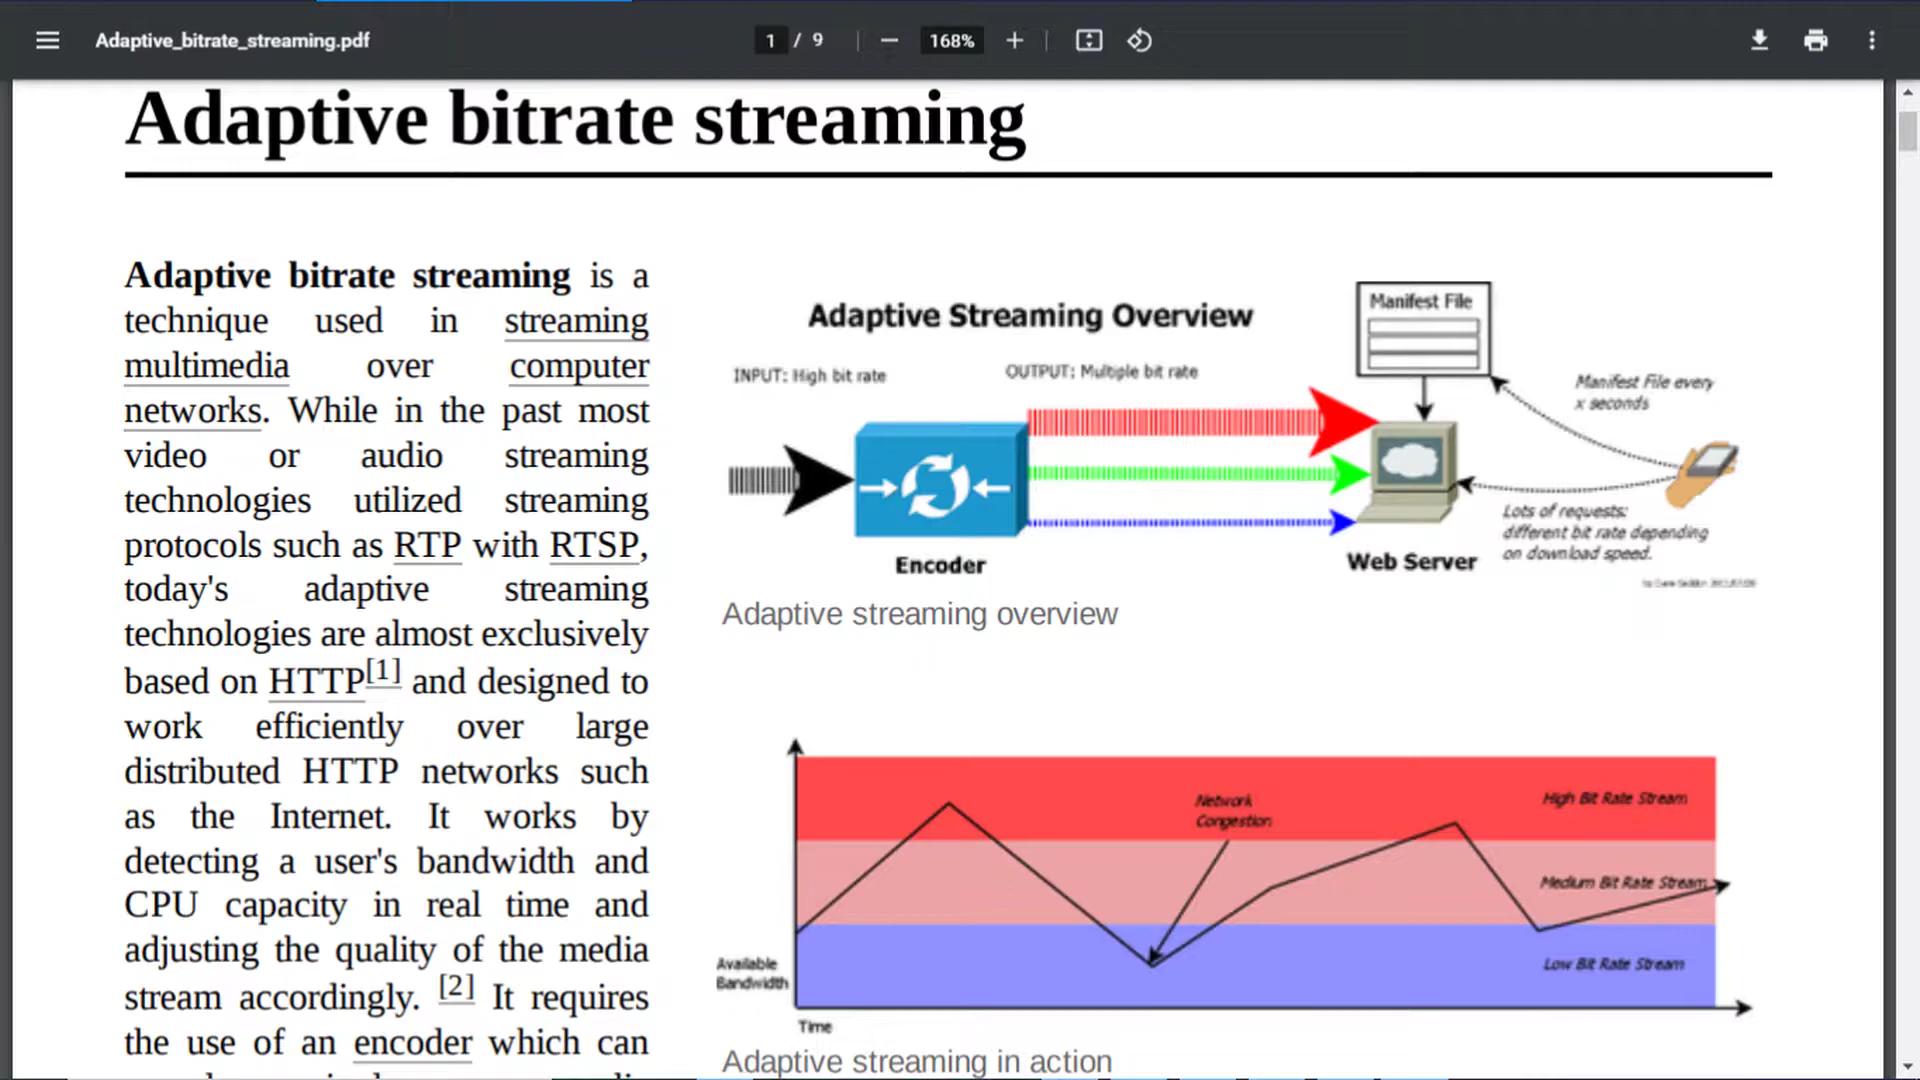 Adaptive_bitrate_streaming.pdf
1 / 9
168%
Adaptive bitrate streaming
Adaptive bitrate streaming is a
technique used in streaming
multimedia over computer
networks. While in the past most
video or audio streaming
technologies utilized streaming
protocols such as RTP with RTSP,
today's adaptive streaming
technologies are almost exclusively
based on HTTP[1] and designed to
work efficiently over large
distributed HTTP networks such
as the Internet. It works by
detecting a user's bandwidth and
CPU capacity in real time and
adjusting the quality of the media
stream accordingly. [2] It requires
the use of an encoder which can
Adaptive Streaming Overview
Manifest File
INPUT: High bit rate
OUTPUT: Multiple bit rate
Manifest File every
x seconds
Lots of requests:
different bit rate depending
on download speed.
Encoder
Web Server
Adaptive streaming overview
Network
Congestion
High Bit Rate Stream
Medium Bit Rate Stream
Low Bit Rate Stream
Available
Bandwidth
Time
Adaptive streaming in action